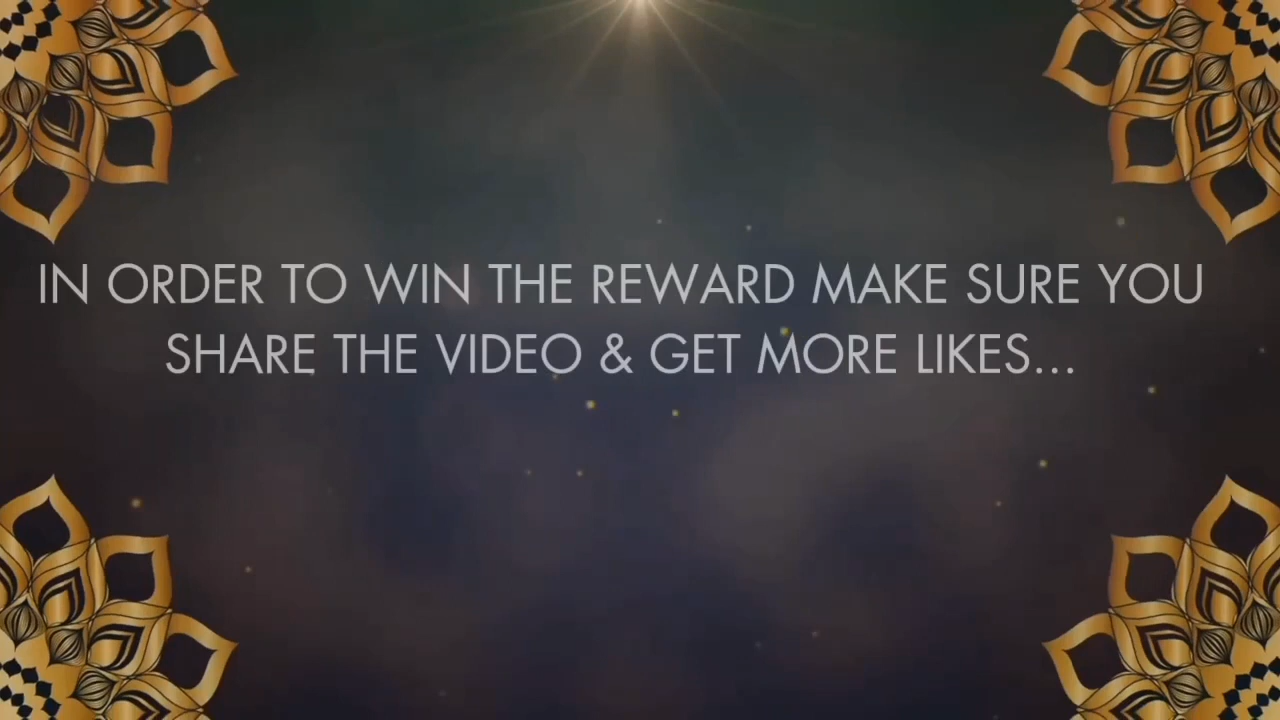 IN ORDER TO WIN THE REWARD MAKE SURE YOU
SHARE THE VIDEO & GET MORE LIKES...